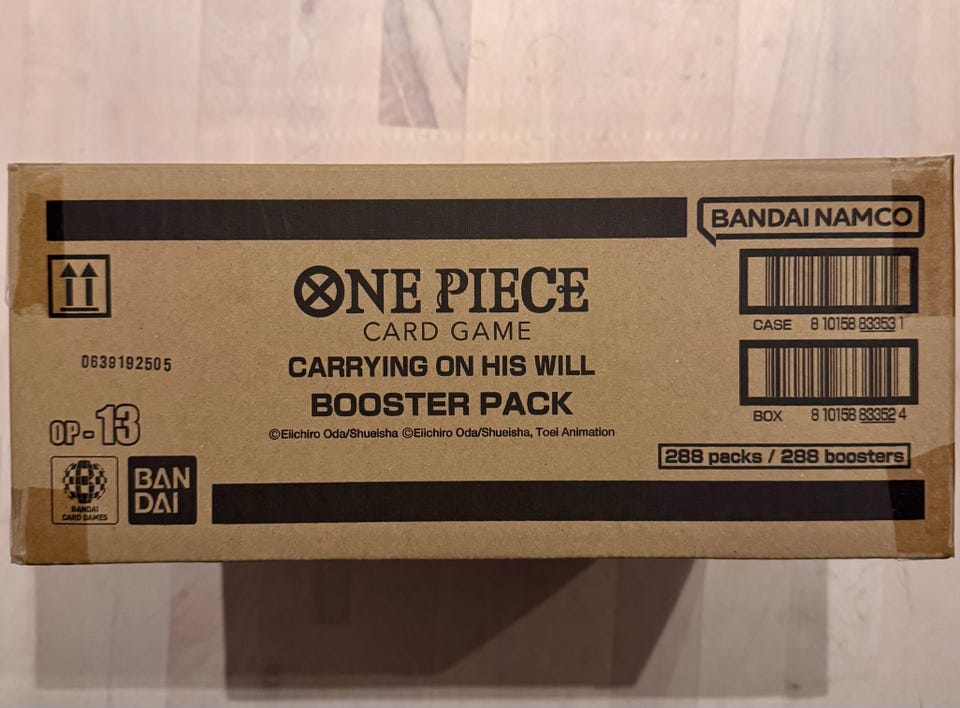 BANDAI NAMCO
ONE PIECE
CARD GAME
CARRYING ON HIS WILL
BOOSTER PACK
©Eiichiro Oda/Shueisha ©Eiichiro Oda/Shueisha, Toei Animation
0639192505
OP-13
BANDAI
CARD GAMES
BAN
DAI
CASE 8 10156 83353 1
BOX 8 10156 83352 4
288 packs / 288 boosters